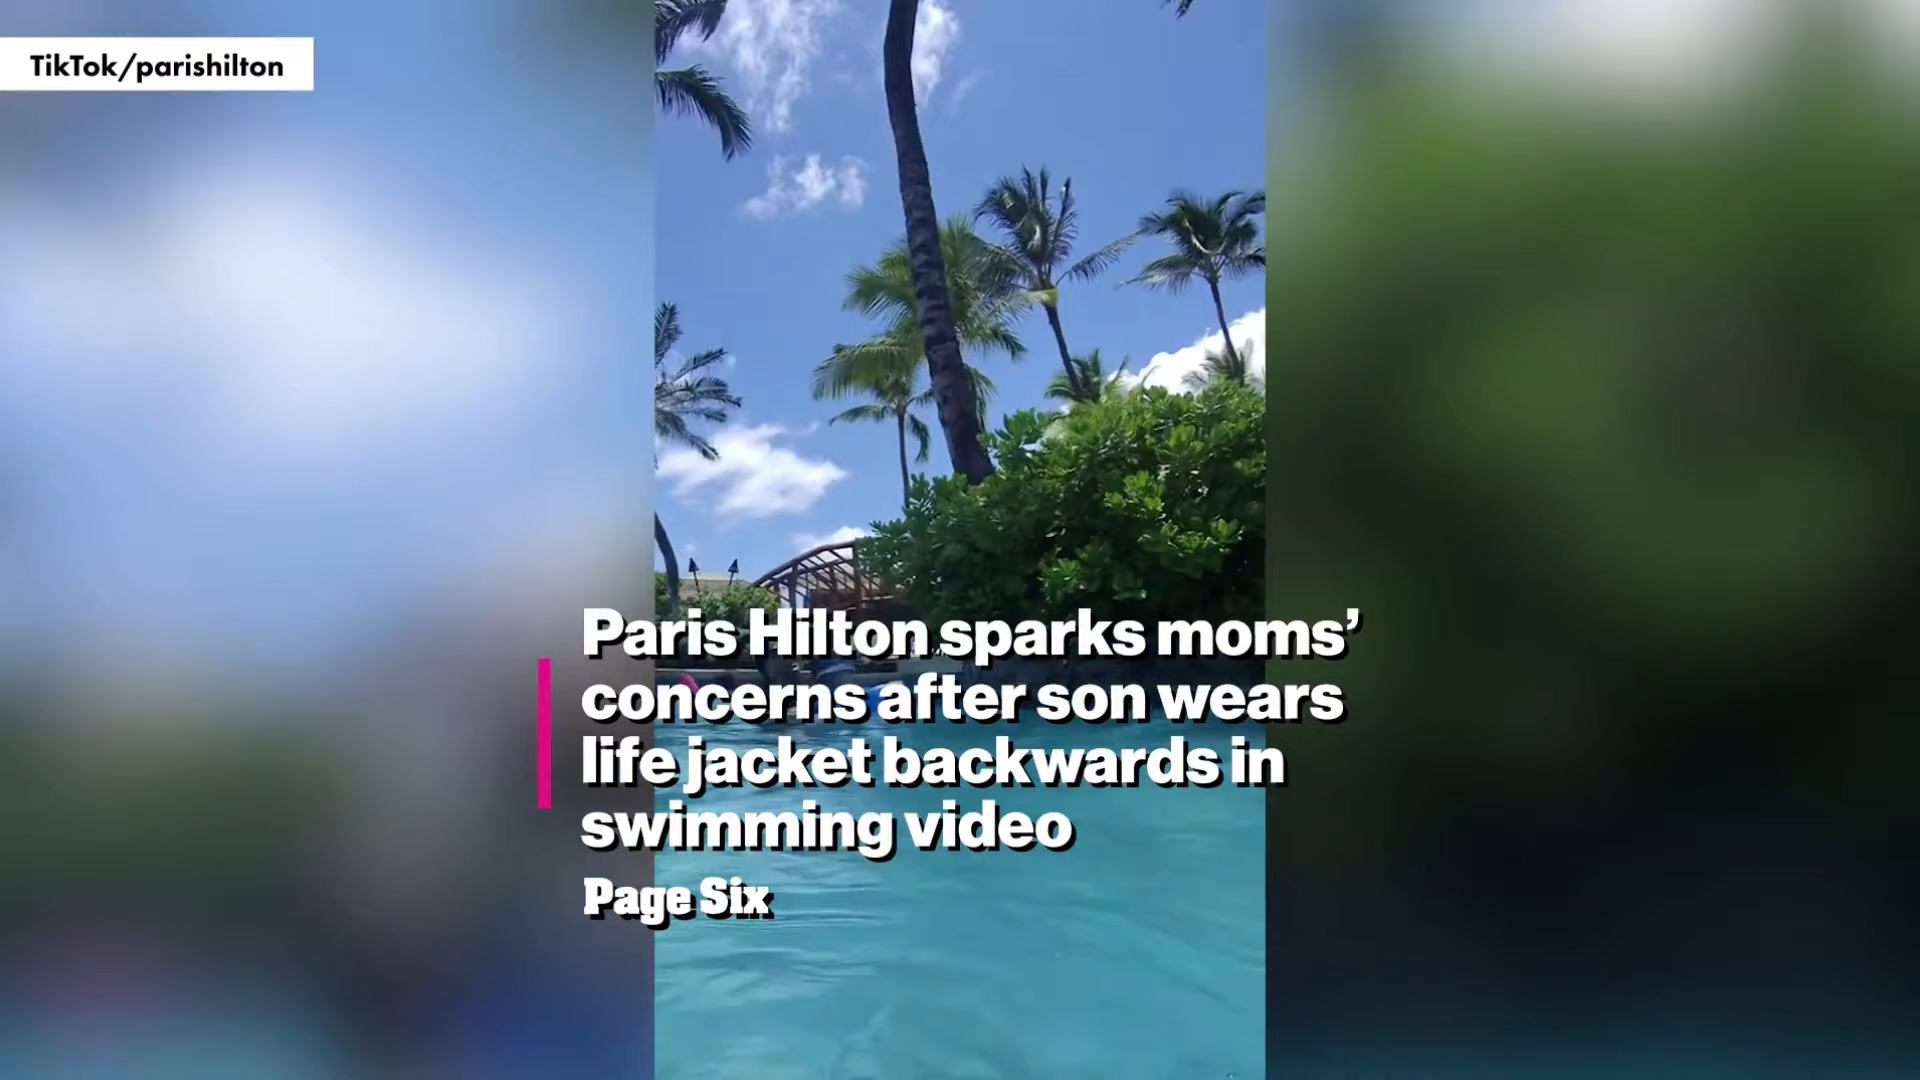 TikTok/parishilton
Paris Hilton sparks moms’
concerns after son wears
life jacket backwards in
swimming video
Page Six